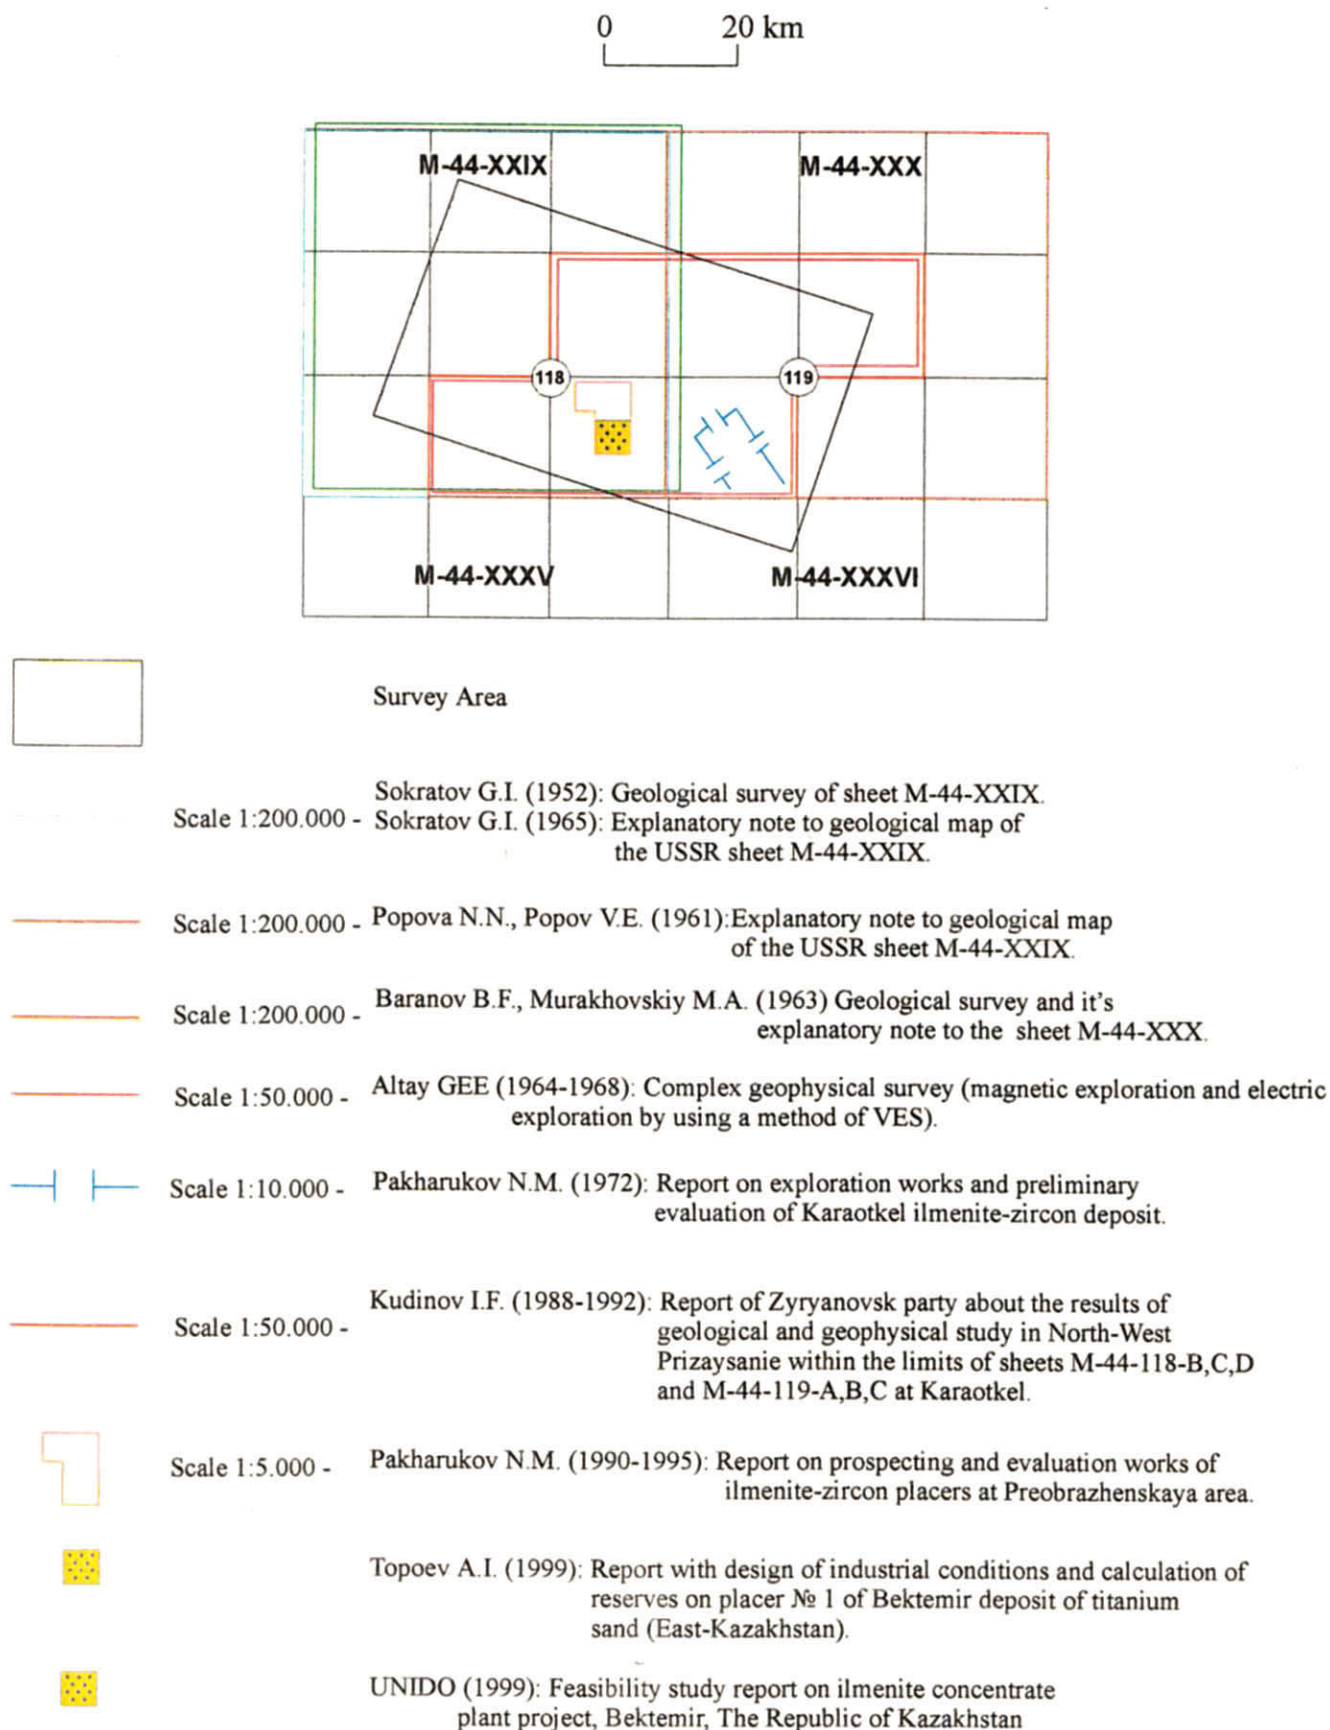 0 20 km
M-44-XXIX M-44-XXX
118 119
M-44-XXXV M-44-XXXVI
Survey Area
Sokratov G.I. (1952): Geological survey of sheet M-44-XXIX.
Scale 1:200.000 - Sokratov G.I. (1965): Explanatory note to geological map of
the USSR sheet M-44-XXIX.
Scale 1:200.000 - Popova N.N., Popov V.E. (1961):Explanatory note to geological map
of the USSR sheet M-44-XXIX.
Scale 1:200.000 - Baranov B.F., Murakhovskiy M.A. (1963) Geological survey and it's
explanatory note to the sheet M-44-XXX.
Scale 1:50.000 - Altay GEE (1964-1968): Complex geophysical survey (magnetic exploration and electric
exploration by using a method of VES).
Scale 1:10.000 - Pakharukov N.M. (1972): Report on exploration works and preliminary
evaluation of Karaotkel ilmenite-zircon deposit.
Scale 1:50.000 - Kudinov I.F. (1988-1992): Report of Zyryanovsk party about the results of
geological and geophysical study in North-West
Prizaysanie within the limits of sheets M-44-118-B,C,D
and M-44-119-A,B,C at Karaotkel.
Scale 1:5.000 - Pakharukov N.M. (1990-1995): Report on prospecting and evaluation works of
ilmenite-zircon placers at Preobrazhenskaya area.
Topoev A.I. (1999): Report with design of industrial conditions and calculation of
reserves on placer № 1 of Bektemir deposit of titanium
sand (East-Kazakhstan).
UNIDO (1999): Feasibility study report on ilmenite concentrate
plant project, Bektemir, The Republic of Kazakhstan